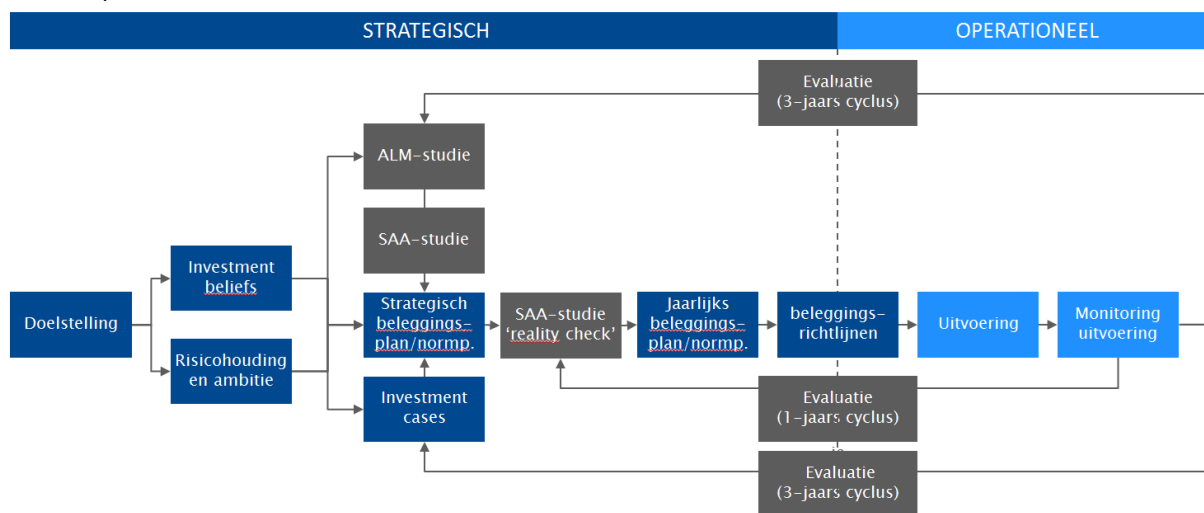 STRATEGISCH
OPERATIONEEL
Evaluatie
(3-jaars cyclus)
ALM-studie
SAA-studie
Investment
beliefs
Doelstelling
Risicohouding
en ambitie
Strategisch
beleggings-
plan/normp.
SAA-studie
'reality check'
Jaarlijks
beleggings-
plan/normp.
beleggings-
richtlijnen
Uitvoering
Monitoring
uitvoering
Investment
cases
Evaluatie
(1-jaars cyclus)
Evaluatie
(3-jaars cyclus)